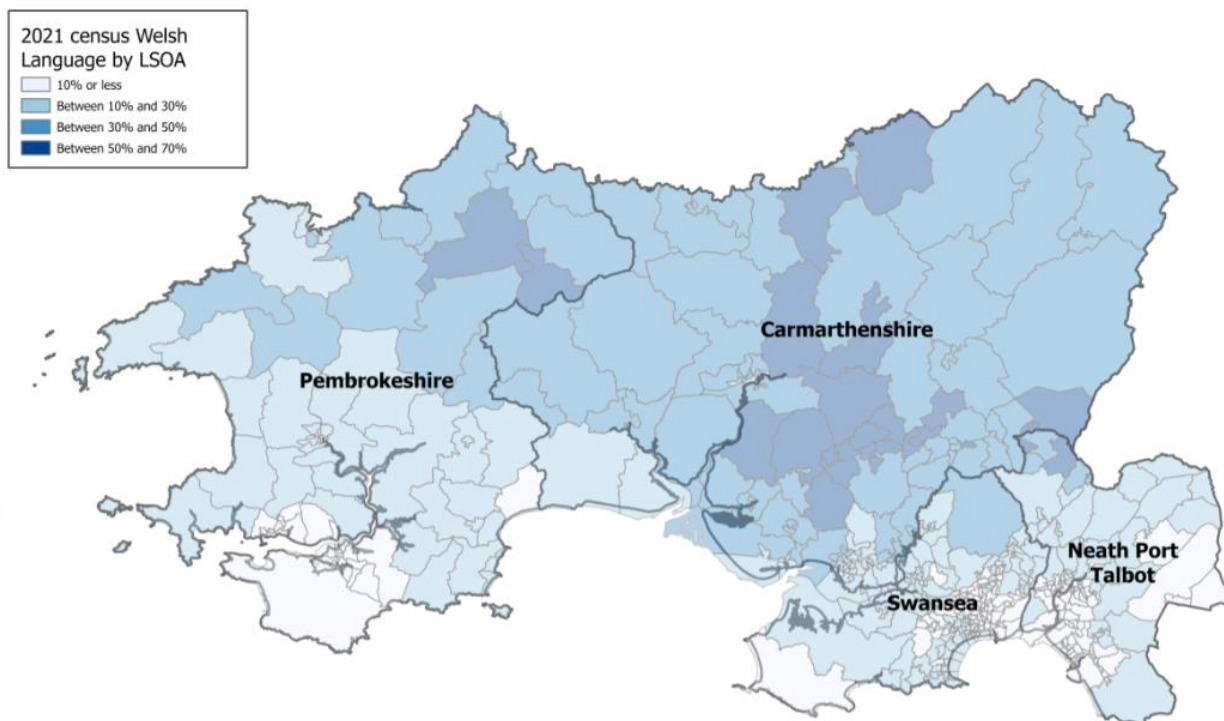 2021 census Welsh
Language by LSOA
10% or less
Between 10% and 30%
Between 30% and 50%
Between 50% and 70%
Carmarthenshire
Pembrokeshire
Neath Port
Talbot
Swansea